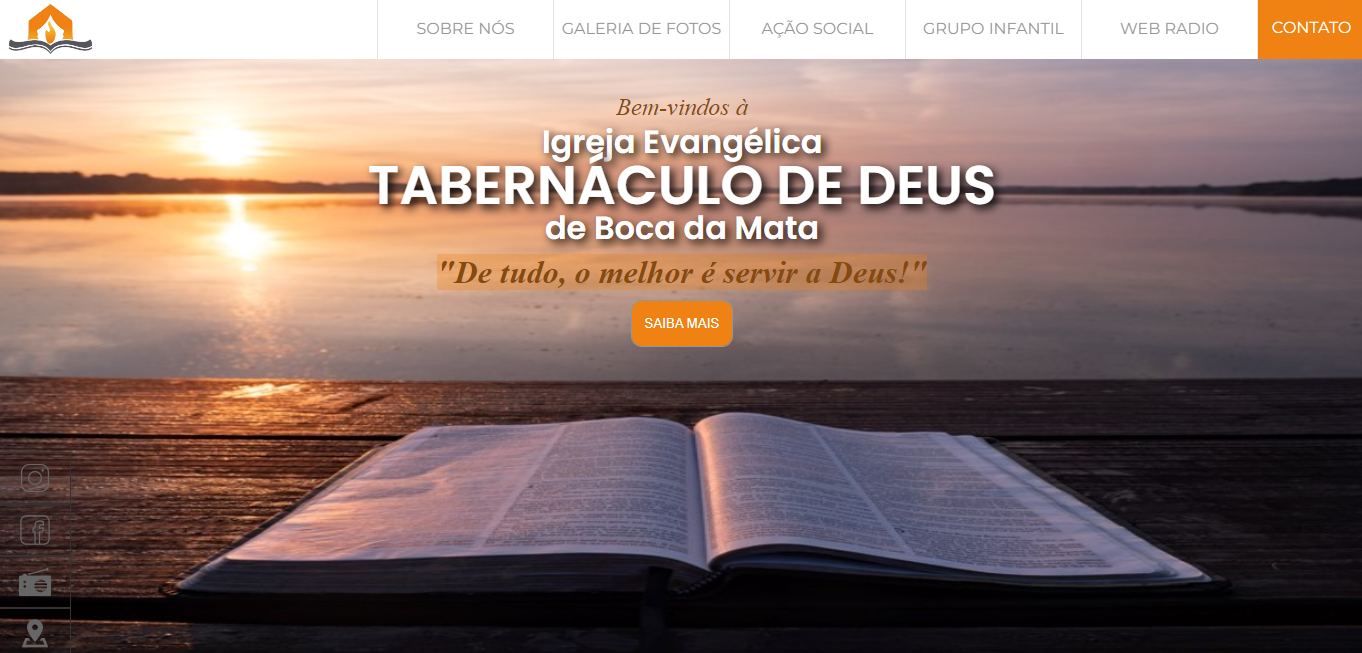 SOBRE NÓS
GALERIA DE FOTOS
AÇÃO SOCIAL
GRUPO INFANTIL
WEB RADIO
CONTATO
Bem-vindos à
Igreja Evangélica
TABERNÁCULO DE DEUS
de Boca da Mata
"De tudo, o melhor é servir a Deus!"
SAIBA MAIS